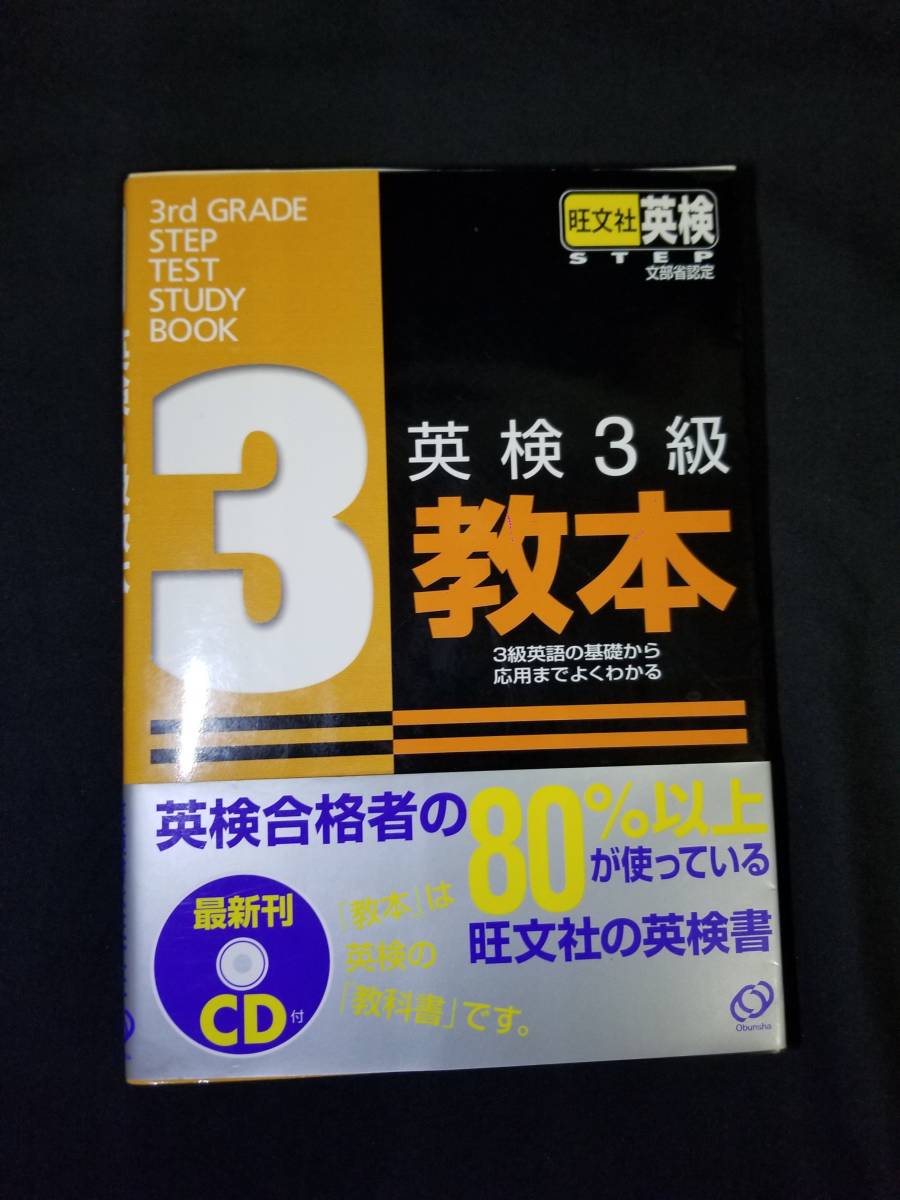 3rd GRADE
STEP
TEST
STUDY
BOOK
旺文社 英検
STEP
文部省認定
3
英検3級
教本
3級英語の基礎から
応用までよくわかる
英検合格者の80%以上
が使っている
旺文社の英検書
最新刊
CD付
「教本」は
英検の
「教科書」です。
Obunsha